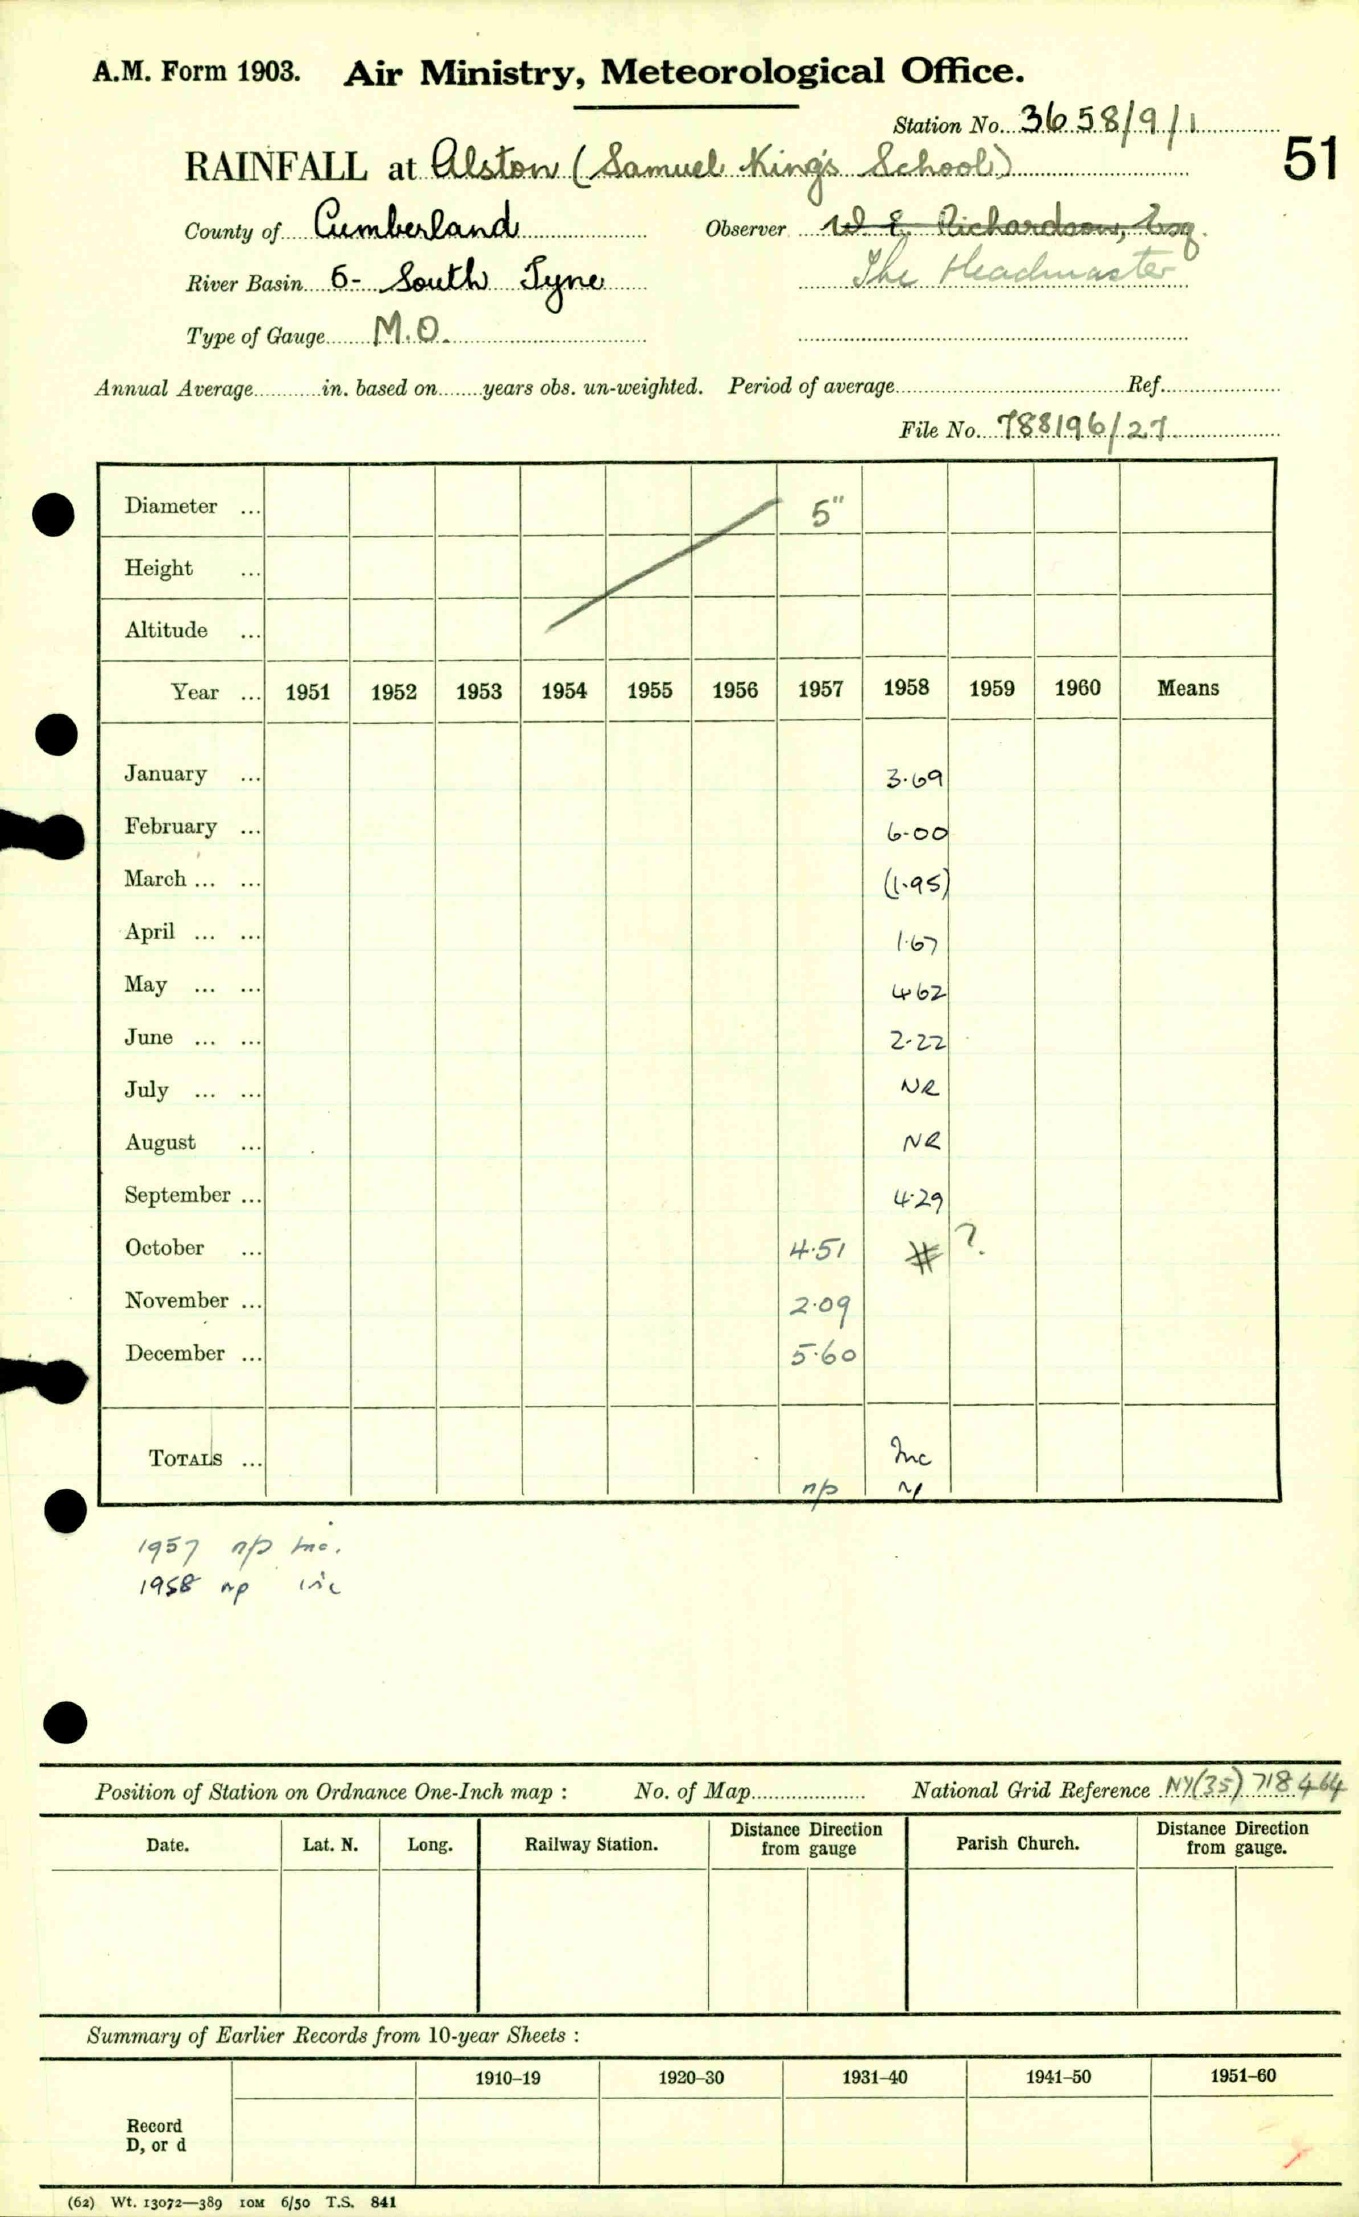 A.M. Form 1903. Air Ministry, Meteorological Office.
Station No. 3658/9/1
51
RAINFALL at Alston (Samuel King's School)
County of Cumberland Observer W. E. Richardson, Esq.
River Basin 5- South Tyne The Headmaster
Type of Gauge M.O.
Annual Average in. based on years obs. un-weighted. Period of average Ref.
File No. 788196/27
Diameter ... 5"
Height ...
Altitude ...
Year ... 1951 1952 1953 1954 1955 1956 1957 1958 1959 1960 Means
January ... 3.69
February ... 6.00
March ... ... (1.95)
April ... ... 1.67
May ... ... 4.62
June ... ... 2.22
July ... ... NR
August ... NR
September ... 4.29
October ... 4.51 # ?
November ... 2.09
December ... 5.60
TOTALS ... Inc
np np
1957 np Inc.
1958 np inc
Position of Station on Ordnance One-Inch map : No. of Map National Grid Reference NY(35) 718464
Date. Lat. N. Long. Railway Station. Distance Direction from gauge Parish Church. Distance Direction from gauge.
Summary of Earlier Records from 10-year Sheets :
1910–19 1920–30 1931–40 1941–50 1951–60
Record
D, or d
(62) Wt. 13072—389 10M 6/50 T.S. 841